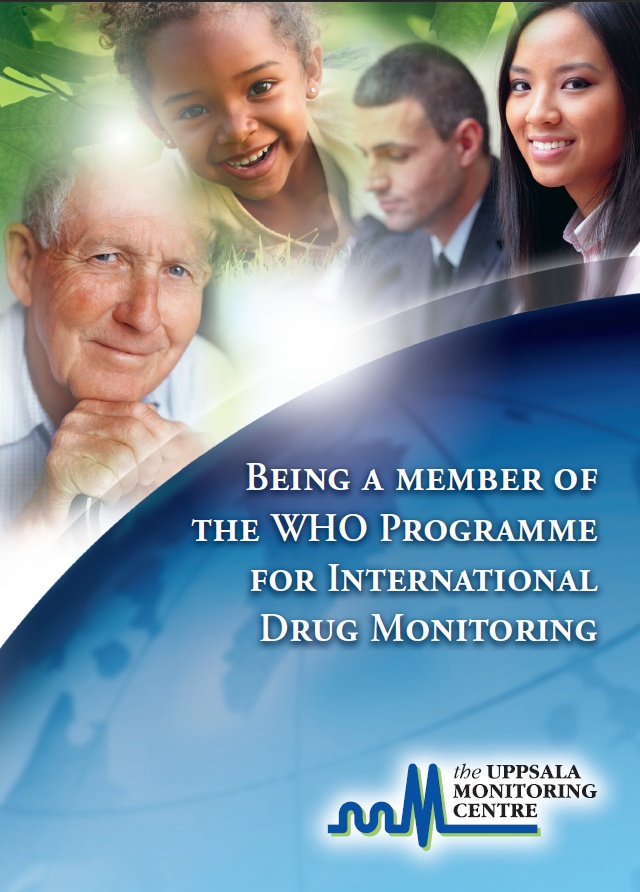 Being a member of
the WHO Programme
for International
Drug Monitoring
the UPPSALA
MONITORING
CENTRE